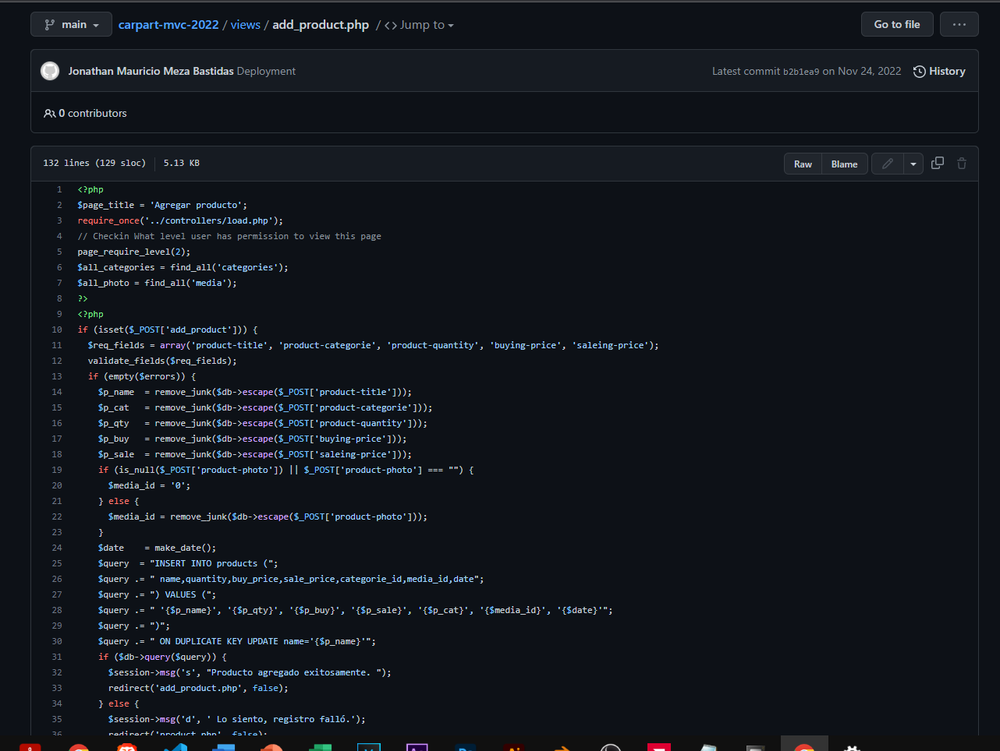 main
carpart-mvc-2022 / views / add_product.php / <> Jump to
Go to file
...
Jonathan Mauricio Meza Bastidas Deployment
Latest commit b2b1ea9 on Nov 24, 2022 History
0 contributors
132 lines (129 sloc) 5.13 KB
Raw Blame
1 <?php
2 $page_title = 'Agregar producto';
3 require_once('../controllers/load.php');
4 // Checkin What level user has permission to view this page
5 page_require_level(2);
6 $all_categories = find_all('categories');
7 $all_photo = find_all('media');
8 ?>
9 <?php
10 if (isset($_POST['add_product'])) {
11 $req_fields = array('product-title', 'product-categorie', 'product-quantity', 'buying-price', 'saleing-price');
12 validate_fields($req_fields);
13 if (empty($errors)) {
14 $p_name = remove_junk($db->escape($_POST['product-title']));
15 $p_cat = remove_junk($db->escape($_POST['product-categorie']));
16 $p_qty = remove_junk($db->escape($_POST['product-quantity']));
17 $p_buy = remove_junk($db->escape($_POST['buying-price']));
18 $p_sale = remove_junk($db->escape($_POST['saleing-price']));
19 if (is_null($_POST['product-photo']) || $_POST['product-photo'] === "") {
20 $media_id = '0';
21 } else {
22 $media_id = remove_junk($db->escape($_POST['product-photo']));
23 }
24 $date = make_date();
25 $query = "INSERT INTO products (";
26 $query .= " name,quantity,buy_price,sale_price,categorie_id,media_id,date";
27 $query .= ") VALUES (";
28 $query .= " '{$p_name}', '{$p_qty}', '{$p_buy}', '{$p_sale}', '{$p_cat}', '{$media_id}', '{$date}'";
29 $query .= ")";
30 $query .= " ON DUPLICATE KEY UPDATE name='{$p_name}'";
31 if ($db->query($query)) {
32 $session->msg('s', "Producto agregado exitosamente. ");
33 redirect('add_product.php', false);
34 } else {
35 $session->msg('d', ' Lo siento, registro falló.');
36 redirect('product.php', false);